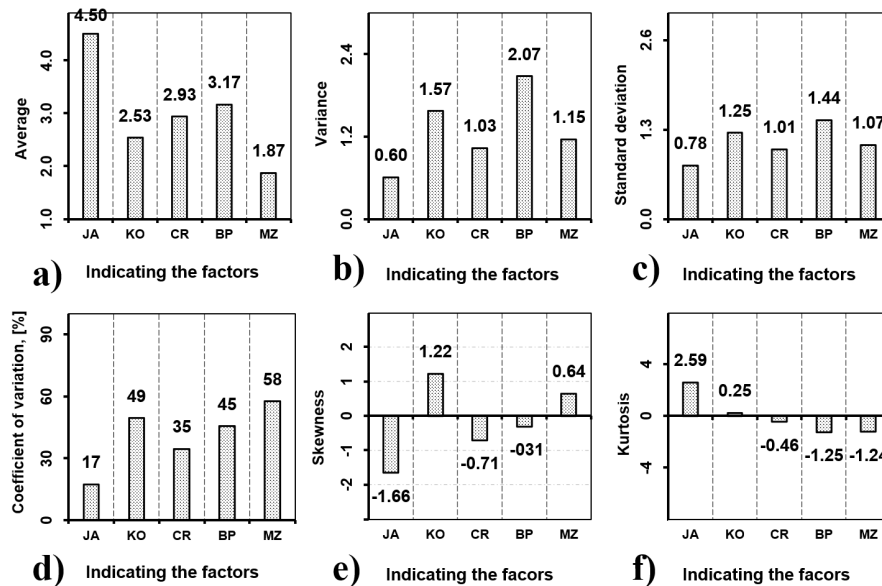 4.50
4.0
3.0
2.0
1.0
Average
2.53
2.93
3.17
1.87
JA KO CR BP MZ
a) Indicating the factors
2.4
1.2
0.0
Variance
0.60
1.57
1.03
2.07
1.15
JA KO CR BP MZ
b) Indicating the factors
2.6
1.3
0.0
Standard deviation
0.78
1.25
1.01
1.44
1.07
JA KO CR BP MZ
c) Indicating the factors
90
60
30
0
Coefficient of variation, [%]
17
49
35
45
58
JA KO CR BP MZ
d) Indicating the factors
2
1
0
-1
-2
Skewness
-1.66
1.22
-0.71
-031
0.64
JA KO CR BP MZ
e) Indicating the facors
4
0
-4
Kurtosis
2.59
0.25
-0.46
-1.25
-1.24
JA KO CR BP MZ
f) Indicating the factors